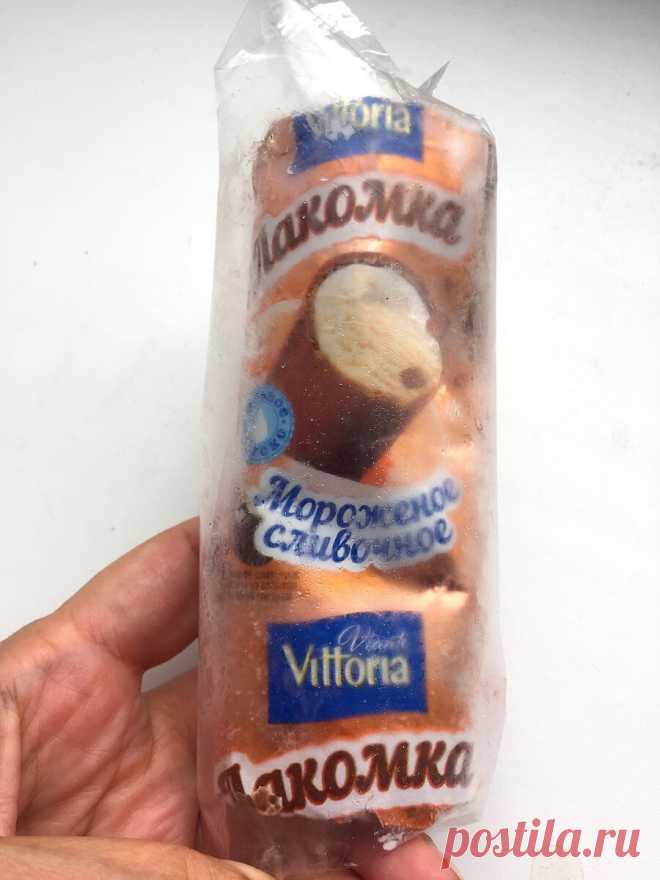 Vittoria
Лакомка
Мороженое
сливочное
Vittoria
Лакомка
postila.ru